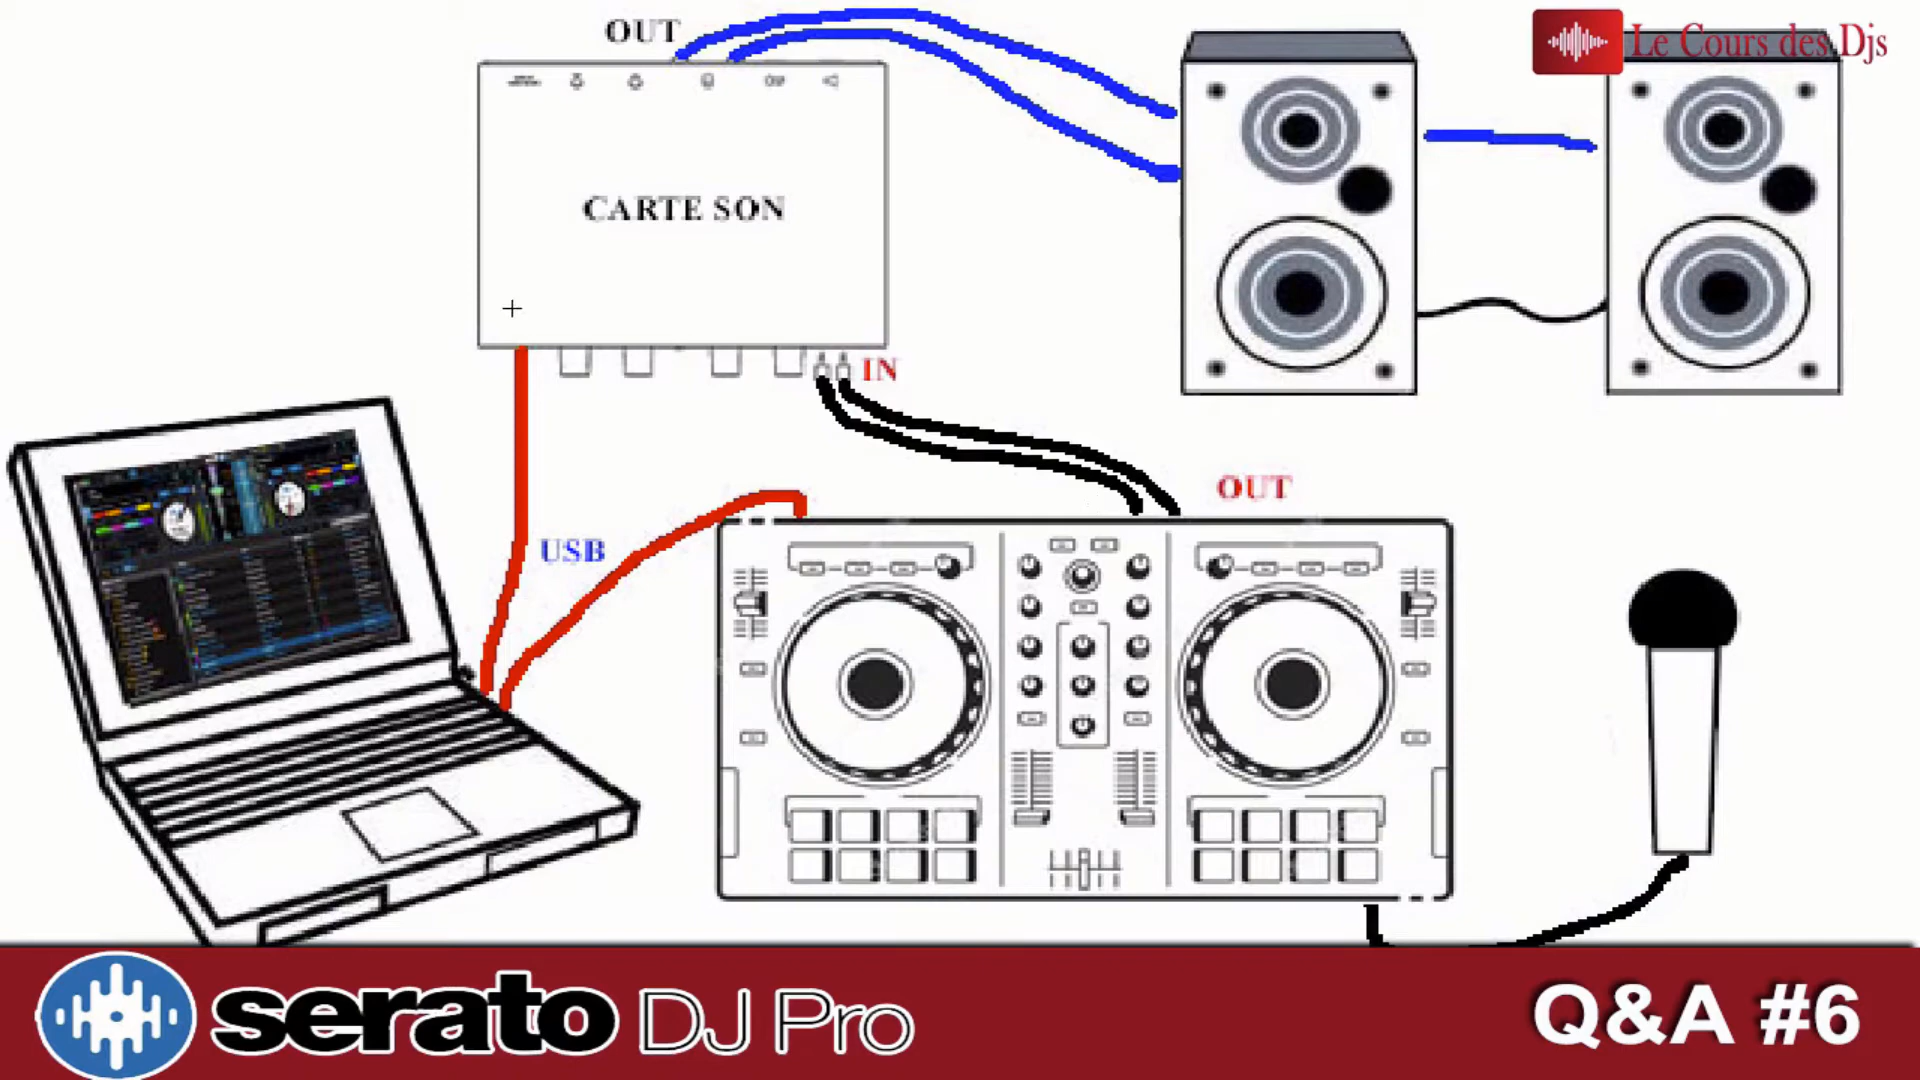 OUT
Le Cours des Djs
CARTE SON
IN
OUT
USB
serato DJ Pro
Q&A #6